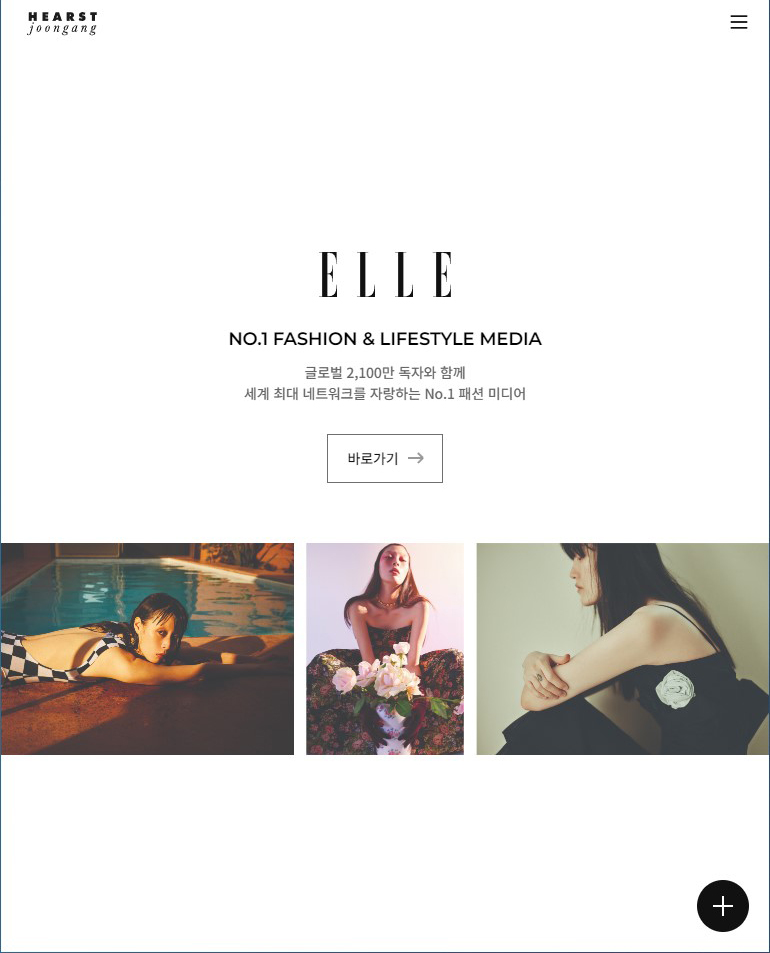 HEARST
joongang
ELLE
NO.1 FASHION & LIFESTYLE MEDIA
글로벌 2,100만 독자와 함께
세계 최대 네트워크를 자랑하는 No.1 패션 미디어
바로가기